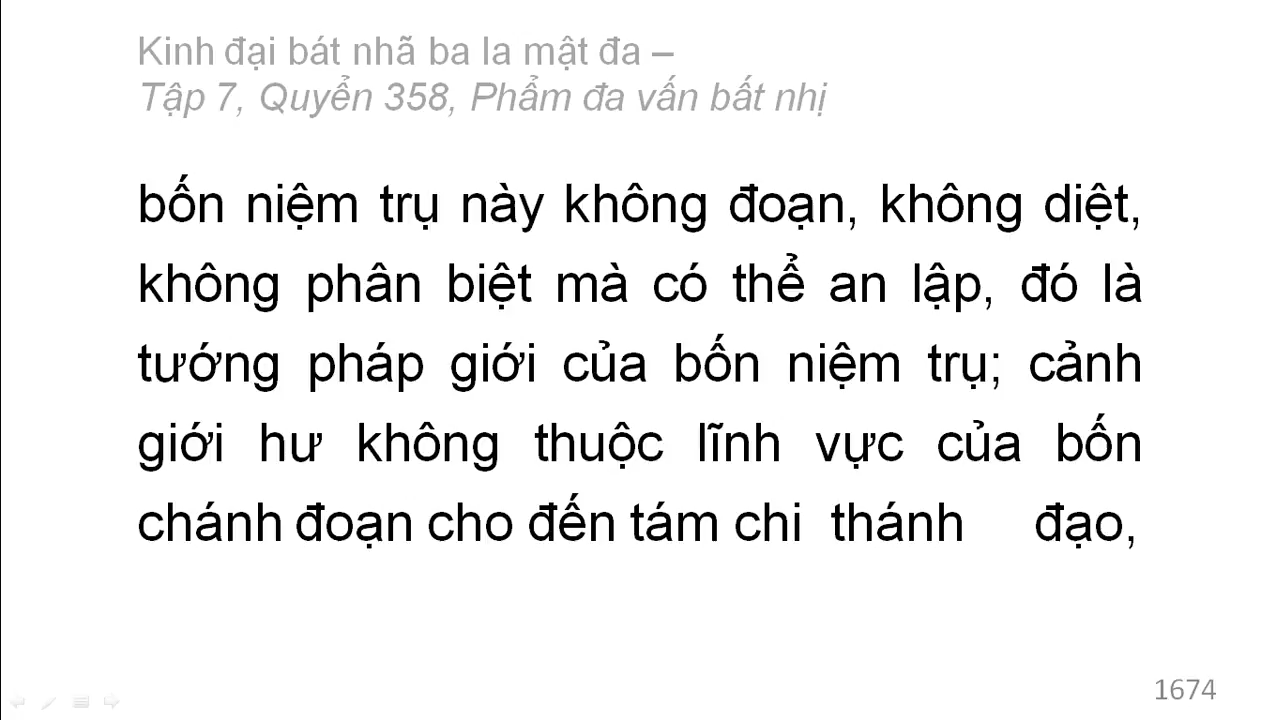 Kinh đại bát nhã ba la mật đa –
Tập 7, Quyển 358, Phẩm đa vấn bất nhị
bốn niệm trụ này không đoạn, không diệt,
không phân biệt mà có thể an lập, đó là
tướng pháp giới của bốn niệm trụ; cảnh
giới hư không thuộc lĩnh vực của bốn
chánh đoạn cho đến tám chi thánh đạo,
1674